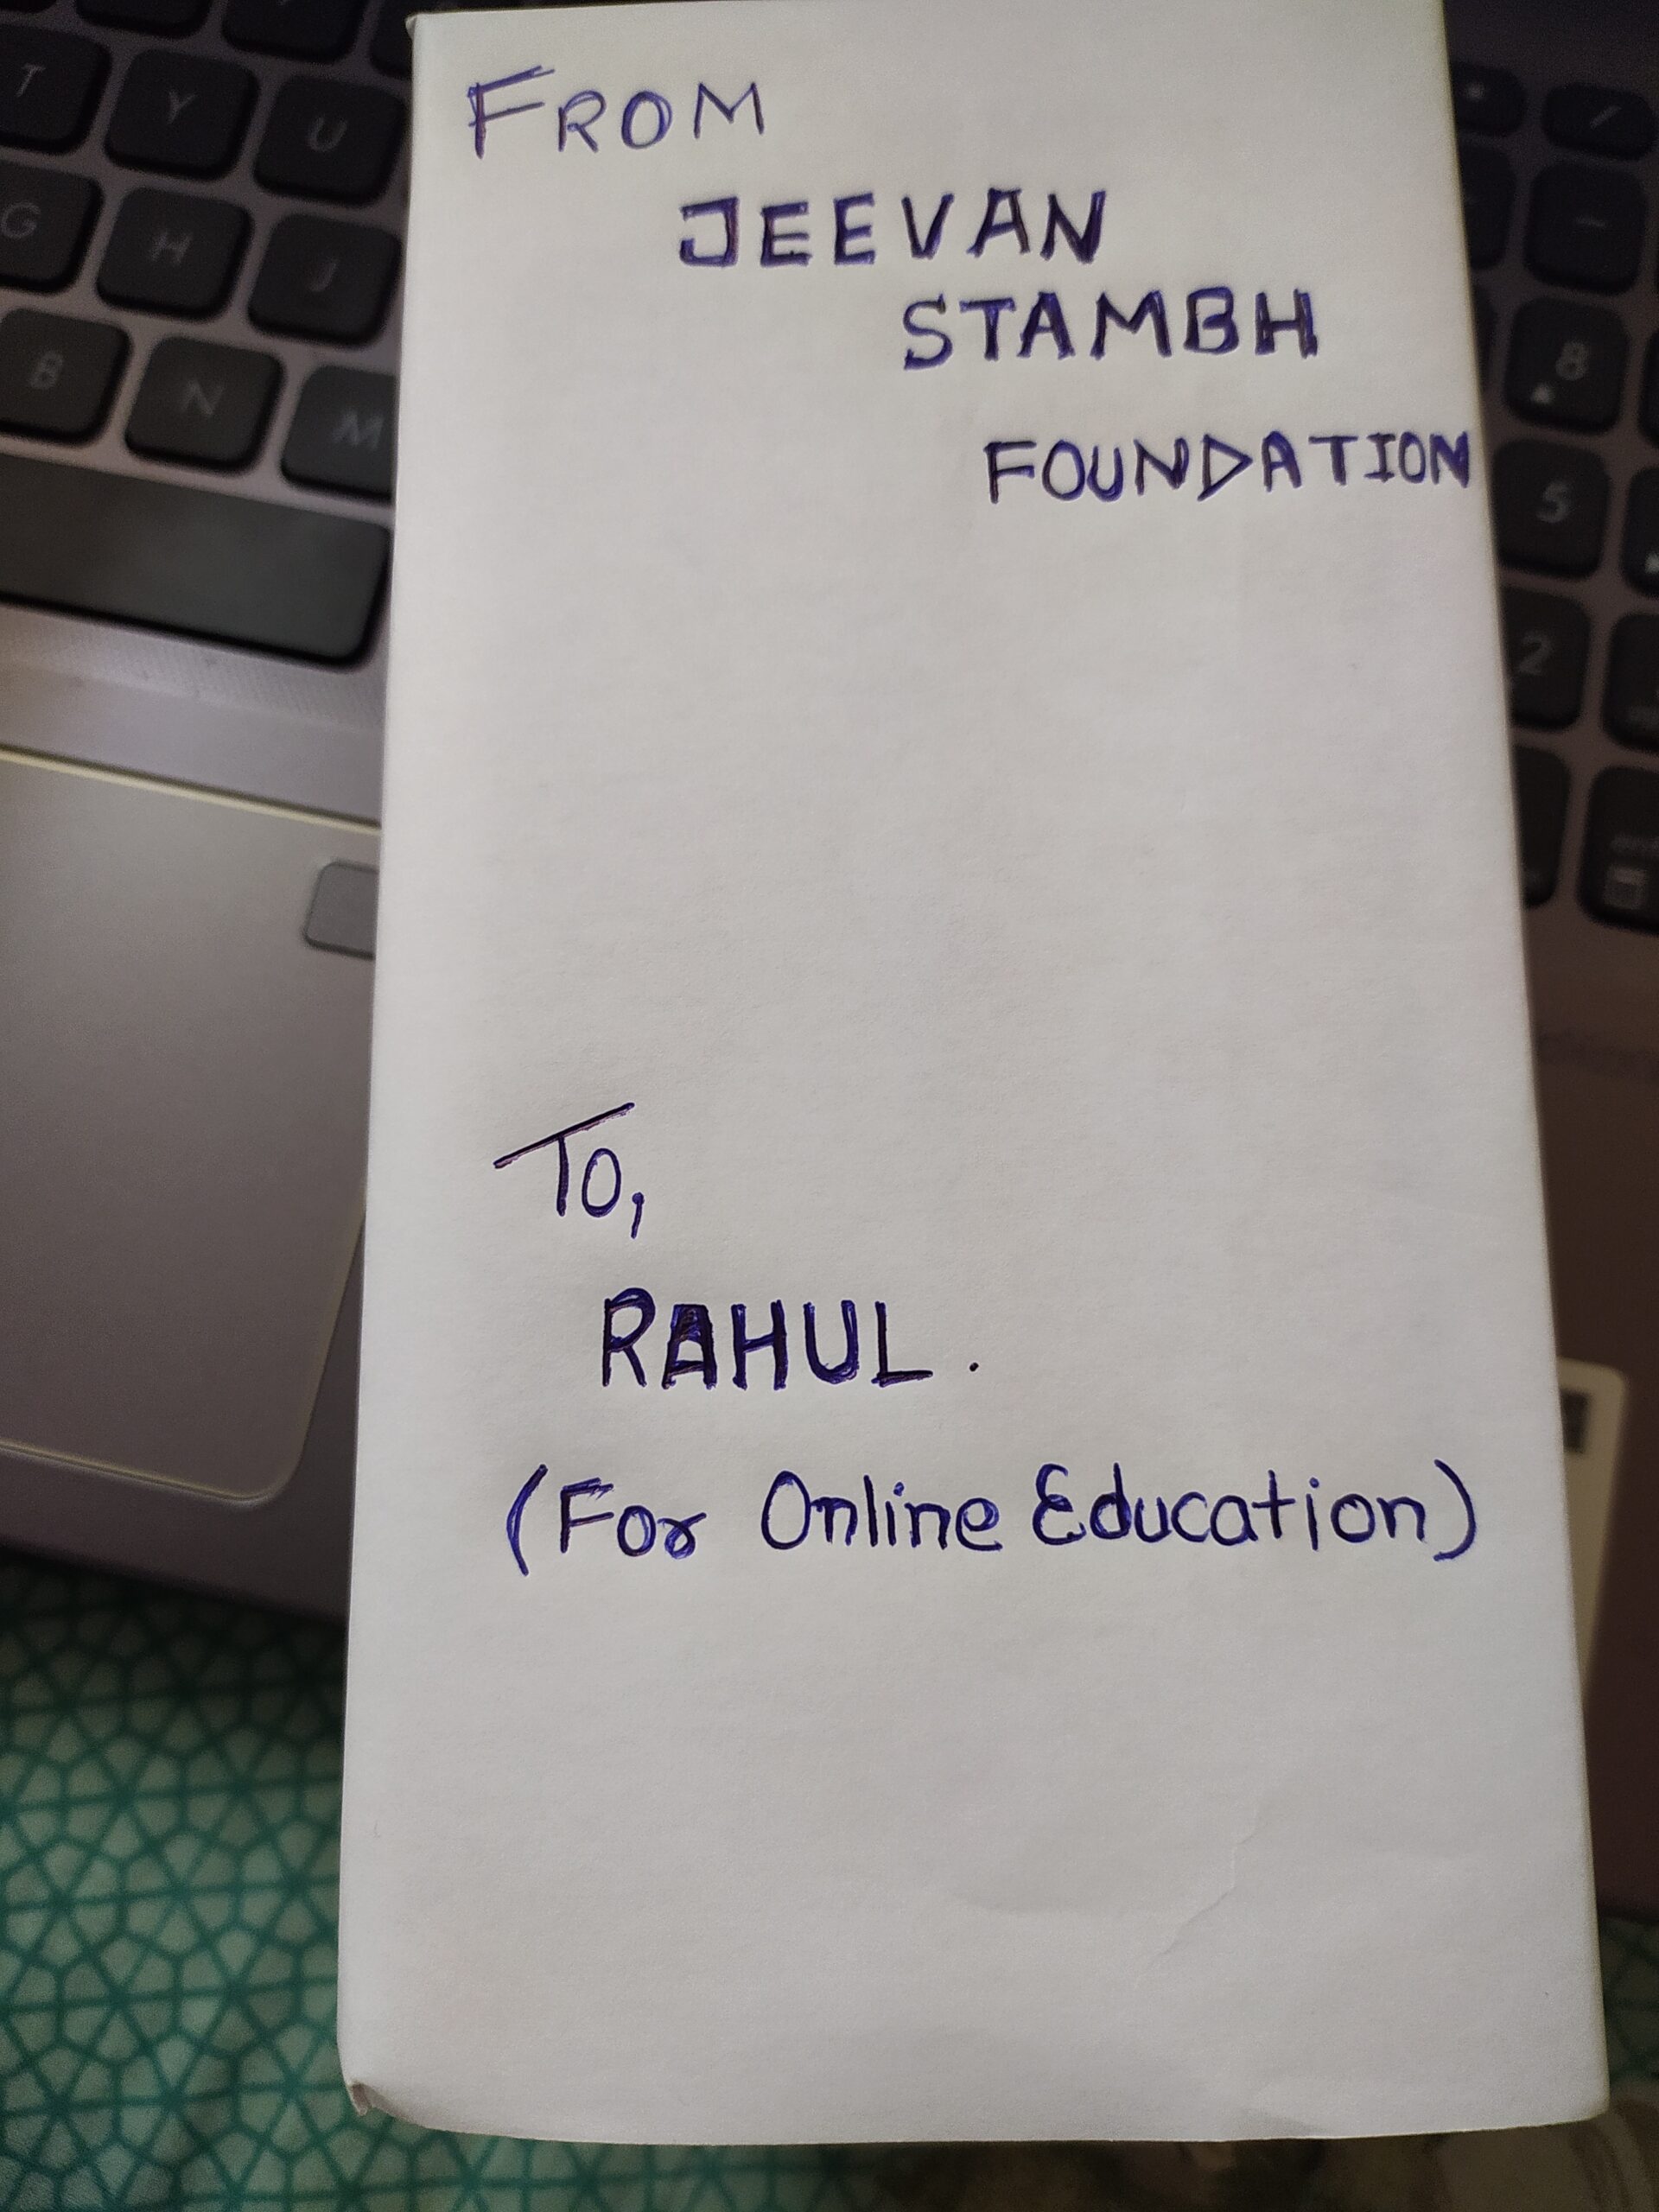 FROM
JEEVAN
STAMBH
FOUNDATION
To,
RAHUL.
(For Online Education)
T Y U
G H J
B N M
8
5
2